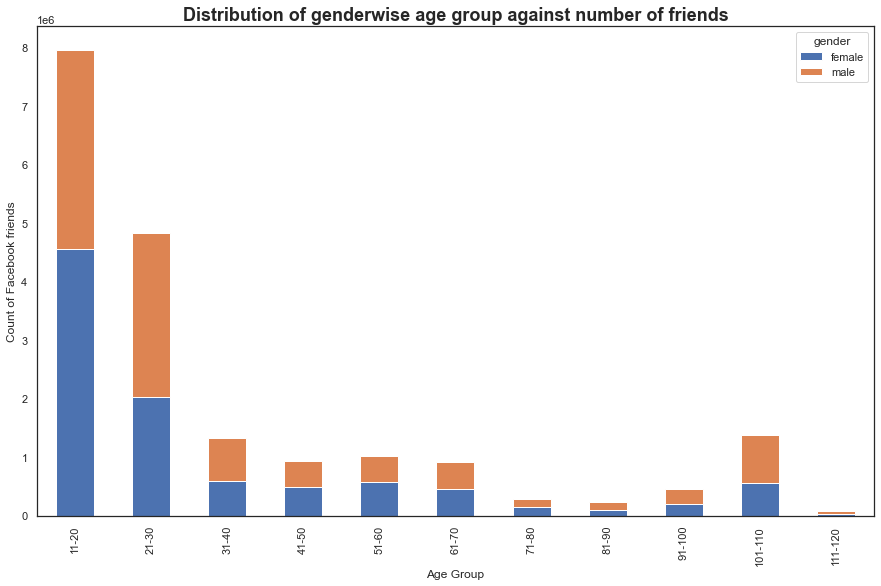 Distribution of genderwise age group against number of friends
1e6
gender
female
male
8
7
6
5
4
3
2
1
0
Count of Facebook friends
11-20
21-30
31-40
41-50
51-60
61-70
71-80
81-90
91-100
101-110
111-120
Age Group